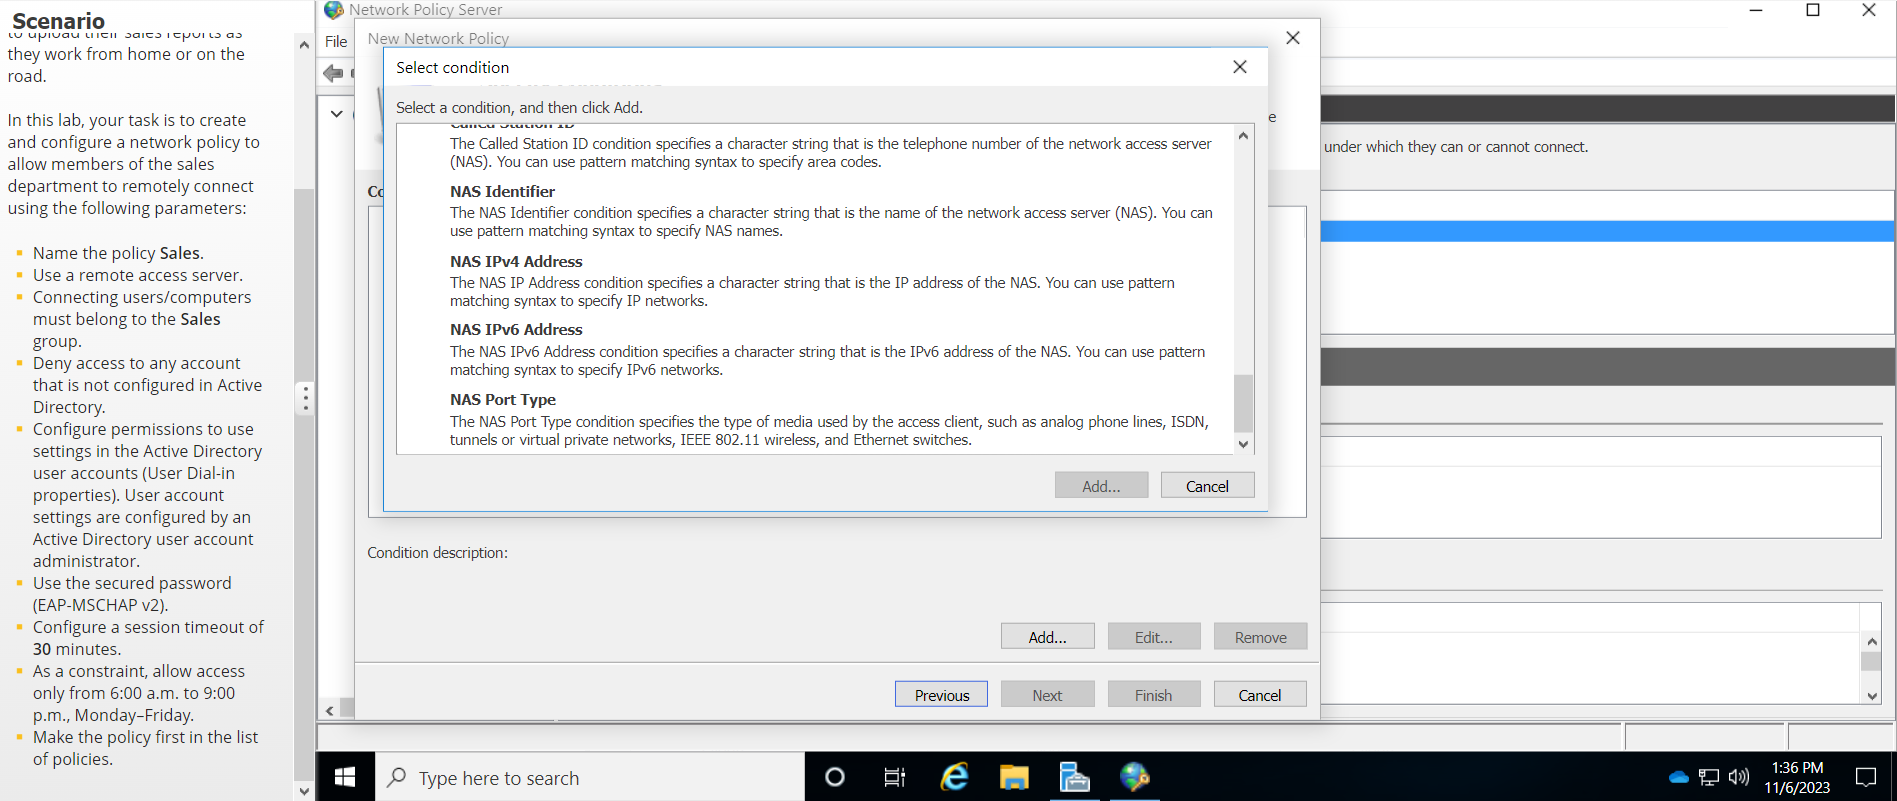 Scenario
to upload their sales reports as
they work from home or on the
road.
In this lab, your task is to create
and configure a network policy to
allow members of the sales
department to remotely connect
using the following parameters:
Name the policy Sales.
Use a remote access server.
Connecting users/computers
must belong to the Sales
group.
Deny access to any account
that is not configured in Active
Directory.
Configure permissions to use
settings in the Active Directory
user accounts (User Dial-in
properties). User account
settings are configured by an
Active Directory user account
administrator.
Use the secured password
(EAP-MSCHAP v2).
Configure a session timeout of
30 minutes.
As a constraint, allow access
only from 6:00 a.m. to 9:00
p.m., Monday–Friday.
Make the policy first in the list
of policies.
Network Policy Server
File
New Network Policy
Select condition
Select a condition, and then click Add.
Called Station ID
The Called Station ID condition specifies a character string that is the telephone number of the network access server
(NAS). You can use pattern matching syntax to specify area codes.
NAS Identifier
The NAS Identifier condition specifies a character string that is the name of the network access server (NAS). You can
use pattern matching syntax to specify NAS names.
NAS IPv4 Address
The NAS IP Address condition specifies a character string that is the IP address of the NAS. You can use pattern
matching syntax to specify IP networks.
NAS IPv6 Address
The NAS IPv6 Address condition specifies a character string that is the IPv6 address of the NAS. You can use pattern
matching syntax to specify IPv6 networks.
NAS Port Type
The NAS Port Type condition specifies the type of media used by the access client, such as analog phone lines, ISDN,
tunnels or virtual private networks, IEEE 802.11 wireless, and Ethernet switches.
Add...
Cancel
e
under which they can or cannot connect.
Co
Condition description:
Add...
Edit...
Remove
Previous
Next
Finish
Cancel
Type here to search
1:36 PM
11/6/2023